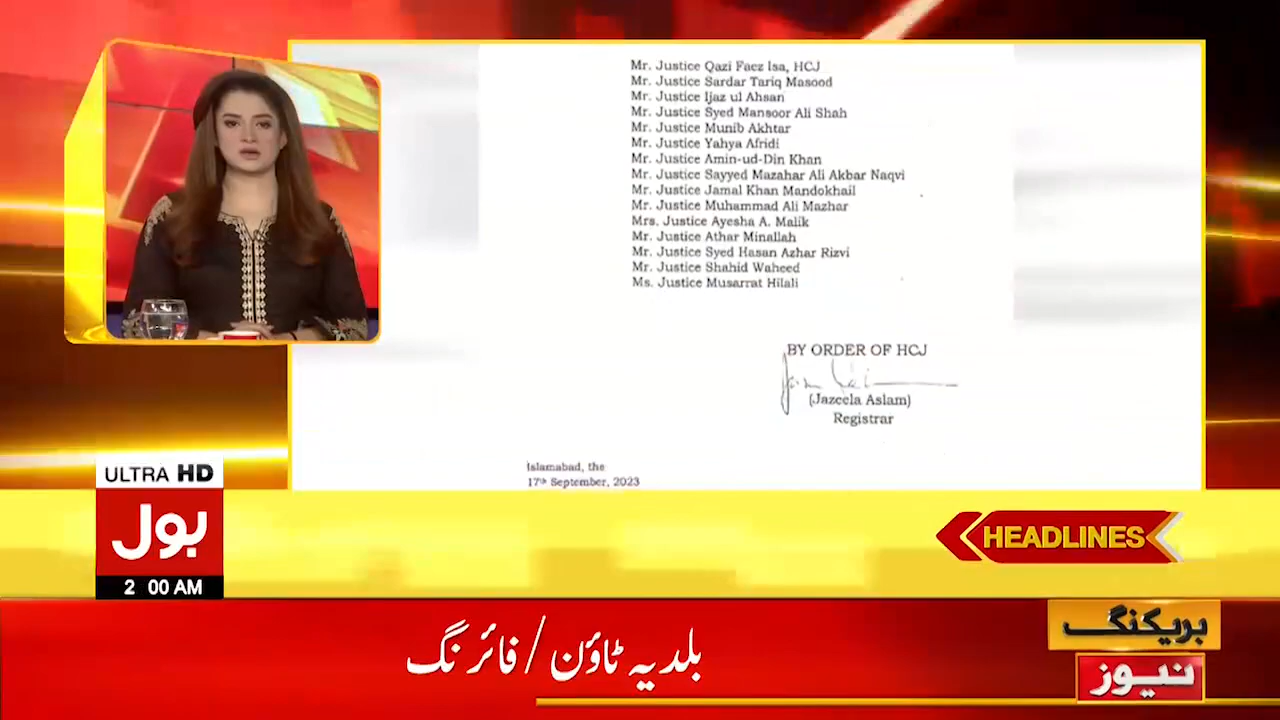 Mr. Justice Qazi Faez Isa, HCJ
Mr. Justice Sardar Tariq Masood
Mr. Justice Ijaz ul Ahsan
Mr. Justice Syed Mansoor Ali Shah
Mr. Justice Munib Akhtar
Mr. Justice Yahya Afridi
Mr. Justice Amin-ud-Din Khan
Mr. Justice Sayyed Mazahar Ali Akbar Naqvi
Mr. Justice Jamal Khan Mandokhail
Mr. Justice Muhammad Ali Mazhar
Mrs. Justice Ayesha A. Malik
Mr. Justice Athar Minallah
Mr. Justice Syed Hasan Azhar Rizvi
Mr. Justice Shahid Waheed
Ms. Justice Musarrat Hilali
BY ORDER OF HCJ
(Jazeela Aslam)
Registrar
Islamabad, the
17th September, 2023
ULTRA HD
بول
2 00 AM
HEADLINES
بریکنگ
نیوز
بلدیہ ٹاؤن / فائرنگ